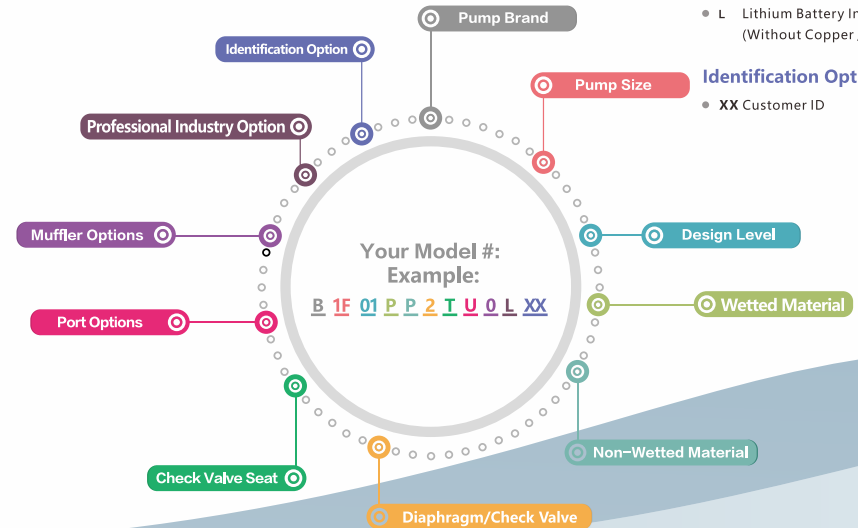 Pump Brand
Identification Option
Pump Size
Professional Industry Option
Muffler Options
Design Level
Your Model #:
Example:
B 1F 01 P P 2 T U 0 L XX
Wetted Material
Port Options
Non-Wetted Material
Check Valve Seat
Diaphragm/Check Valve
L Lithium Battery In
(Without Copper
Identification Opt
XX Customer ID